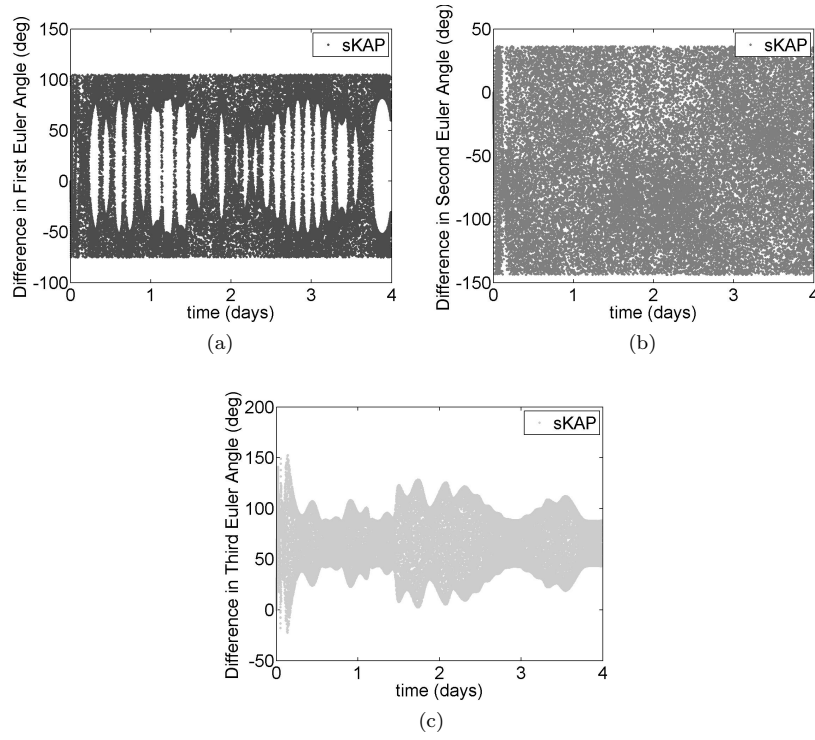 150
100
50
0
-50
-100
Difference in First Euler Angle (deg)
sKAP
0 1 2 3 4
time (days)
(a)
50
0
-50
-100
-150
Difference in Second Euler Angle (deg)
sKAP
0 1 2 3 4
time (days)
(b)
200
150
100
50
0
-50
Difference in Third Euler Angle (deg)
sKAP
0 1 2 3 4
time (days)
(c)